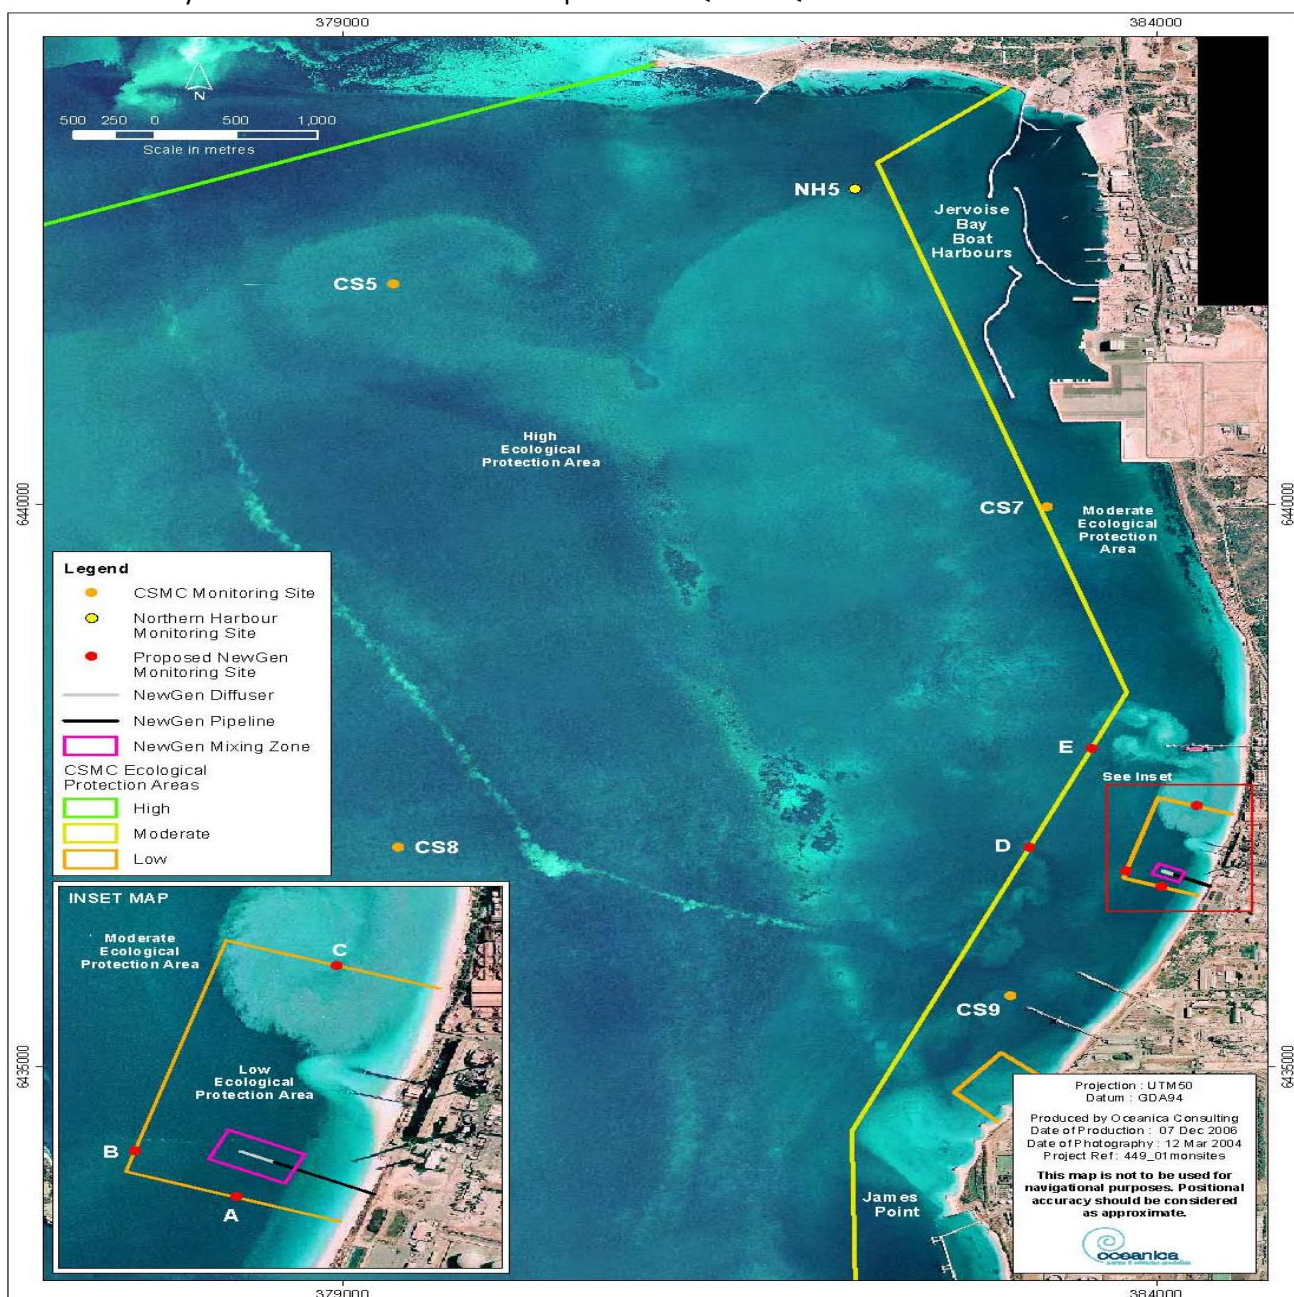 379000
384000
N
500 250 0 500 1,000
Scale in metres
NH5
Jervoise
Bay
Boat
Harbours
CS5
High
Ecological
Protection Area
6440000
6440000
CS7
Moderate
Ecological
Protection
Area
Legend
CSMC Monitoring Site
Northern Harbour
Monitoring Site
Proposed NewGen
Monitoring Site
NewGen Diffuser
NewGen Pipeline
NewGen Mixing Zone
CSMC Ecological
Protection Areas
High
Moderate
Low
E
See Inset
D
CS8
CS9
INSET MAP
Moderate
Ecological
Protection Area
C
Low
Ecological
Protection Area
B
A
6435000
6435000
James
Point
Projection : UTM50
Datum : GDA94
Produced by Oceanica Consulting
Date of Production : 07 Dec 2006
Date of Photography : 12 Mar 2004
Project Ref : 449_01monsites
This map is not to be used for
navigational purposes. Positional
accuracy should be considered
as approximate.
oceanica
379000
384000